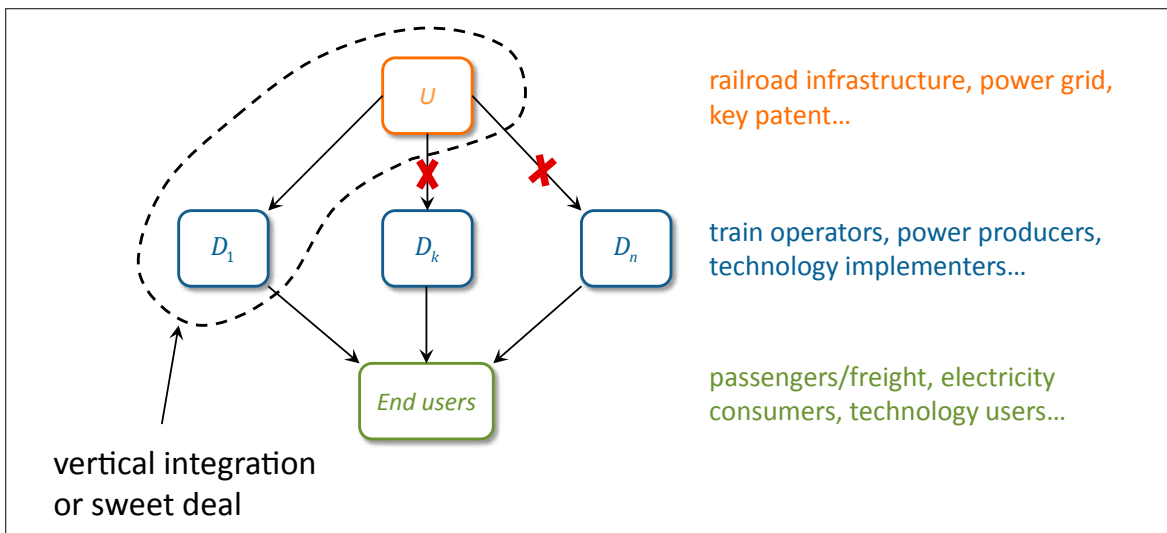 U
railroad infrastructure, power grid,
key patent...
D1
Dk
Dn
train operators, power producers,
technology implementers...
End users
passengers/freight, electricity
consumers, technology users...
vertical integration
or sweet deal